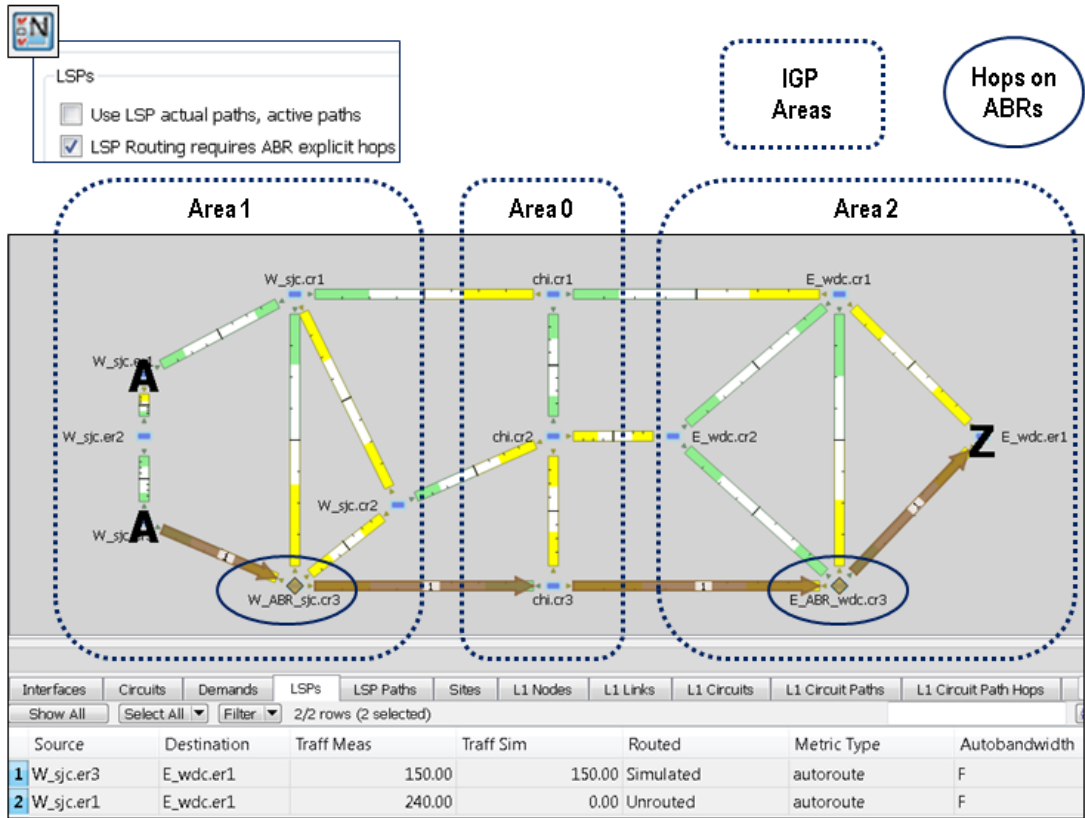 N
LSPs
Use LSP actual paths, active paths
LSP Routing requires ABR explicit hops
IGP
Areas
Hops on
ABRs
Area 1
Area 0
Area 2
W_sjc.cr1
chi.cr1
E_wdc.cr1
A
W_sjc.er2
chi.cr2
E_wdc.cr2
Z
E_wdc.er1
W_sjc.cr2
A
1
1
1
1
W_ABR_sjc.cr3
chi.cr3
E_ABR_wdc.cr3
Interfaces Circuits Demands LSPs LSP Paths Sites L1 Nodes L1 Links L1 Circuits L1 Circuit Paths L1 Circuit Path Hops
Show All Select All Filter 2/2 rows (2 selected)
Source Destination Traff Meas Traff Sim Routed Metric Type Autobandwidth
1 W_sjc.er3 E_wdc.er1 150.00 150.00 Simulated autoroute F
2 W_sjc.er1 E_wdc.er1 240.00 0.00 Unrouted autoroute F